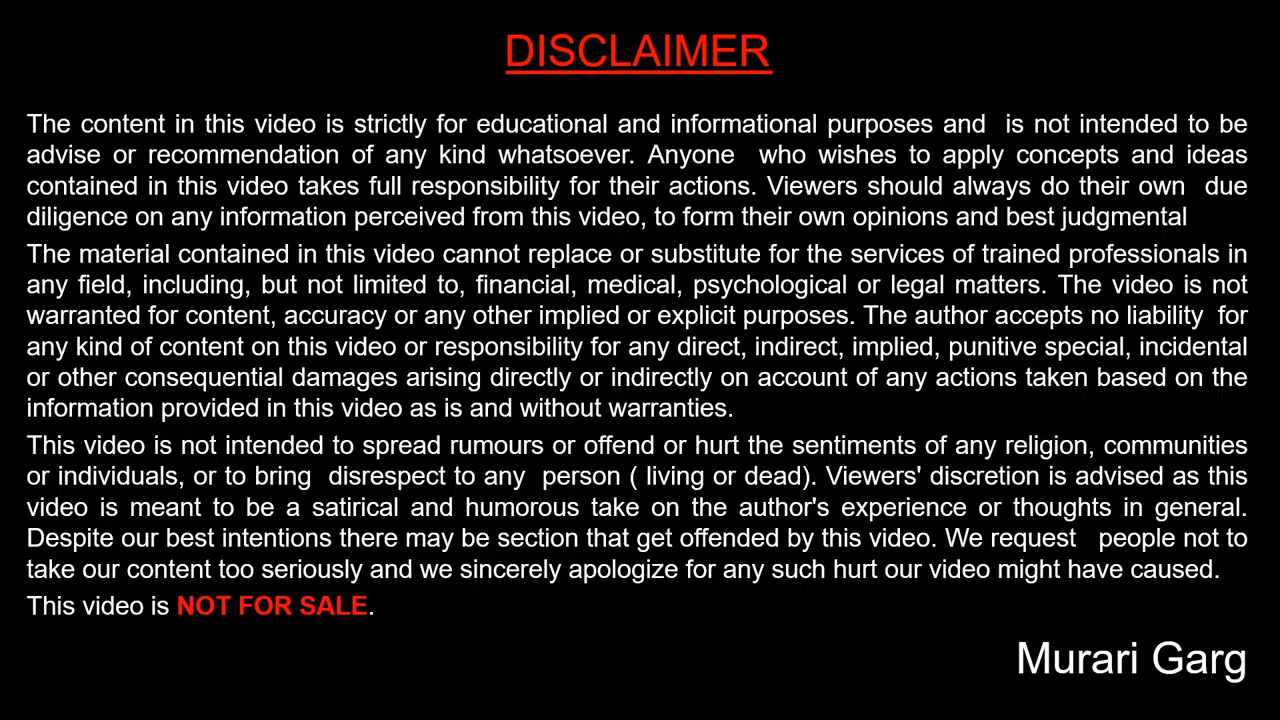 DISCLAIMER
The content in this video is strictly for educational and informational purposes and is not intended to be
advise or recommendation of any kind whatsoever. Anyone who wishes to apply concepts and ideas
contained in this video takes full responsibility for their actions. Viewers should always do their own due
diligence on any information perceived from this video, to form their own opinions and best judgmental
The material contained in this video cannot replace or substitute for the services of trained professionals in
any field, including, but not limited to, financial, medical, psychological or legal matters. The video is not
warranted for content, accuracy or any other implied or explicit purposes. The author accepts no liability for
any kind of content on this video or responsibility for any direct, indirect, implied, punitive special, incidental
or other consequential damages arising directly or indirectly on account of any actions taken based on the
information provided in this video as is and without warranties.
This video is not intended to spread rumours or offend or hurt the sentiments of any religion, communities
or individuals, or to bring disrespect to any person ( living or dead). Viewers' discretion is advised as this
video is meant to be a satirical and humorous take on the author's experience or thoughts in general.
Despite our best intentions there may be section that get offended by this video. We request people not to
take our content too seriously and we sincerely apologize for any such hurt our video might have caused.
This video is NOT FOR SALE.
Murari Garg